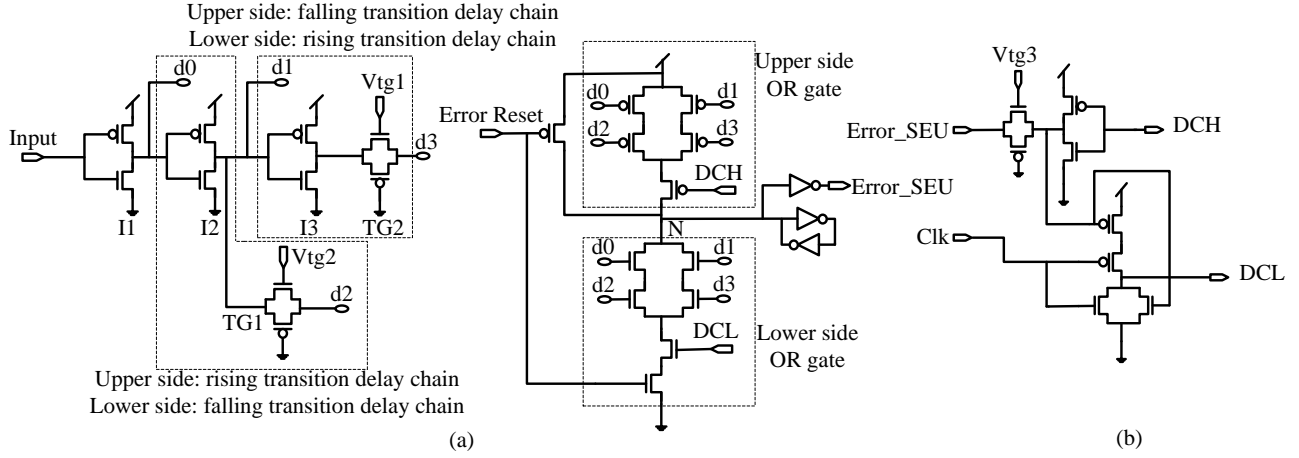 Upper side: falling transition delay chain
Lower side: rising transition delay chain
d0
d1
Vtg1
Input
d3
I1
I2
I3
TG2
Vtg2
TG1
d2
Upper side: rising transition delay chain
Lower side: falling transition delay chain
(a)
Upper side
OR gate
d0
d1
Error Reset
d2
d3
DCH
Error_SEU
N
d0
d1
d2
d3
DCL
Lower side
OR gate
Vtg3
Error_SEU
DCH
Clk
DCL
(b)